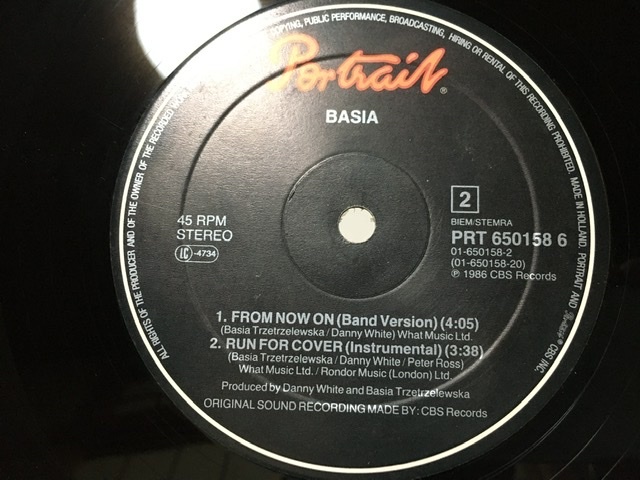 ALL RIGHTS OF THE PRODUCER AND OF THE OWNER OF THE RECORDED WORK
COPYING, PUBLIC PERFORMANCE, BROADCASTING, HIRING OR RENTAL OF THIS RECORDING PROHIBITED. MADE IN HOLLAND. PORTRAIT AND
CBS INC.
Portrait®
BASIA
45 RPM
STEREO
LC-4734
2
BIEM/STEMRA
PRT 650158 6
01-650158-2
(01-650158-20)
℗ 1986 CBS Records
1. FROM NOW ON (Band Version) (4:05)
(Basia Trzetrzelewska / Danny White) What Music Ltd.
2. RUN FOR COVER (Instrumental) (3:38)
(Basia Trzetrzelewska / Danny White / Peter Ross)
What Music Ltd. / Rondor Music (London) Ltd
Produced by Danny White and Basia Trzetrzelewska
ORIGINAL SOUND RECORDING MADE BY: CBS Records